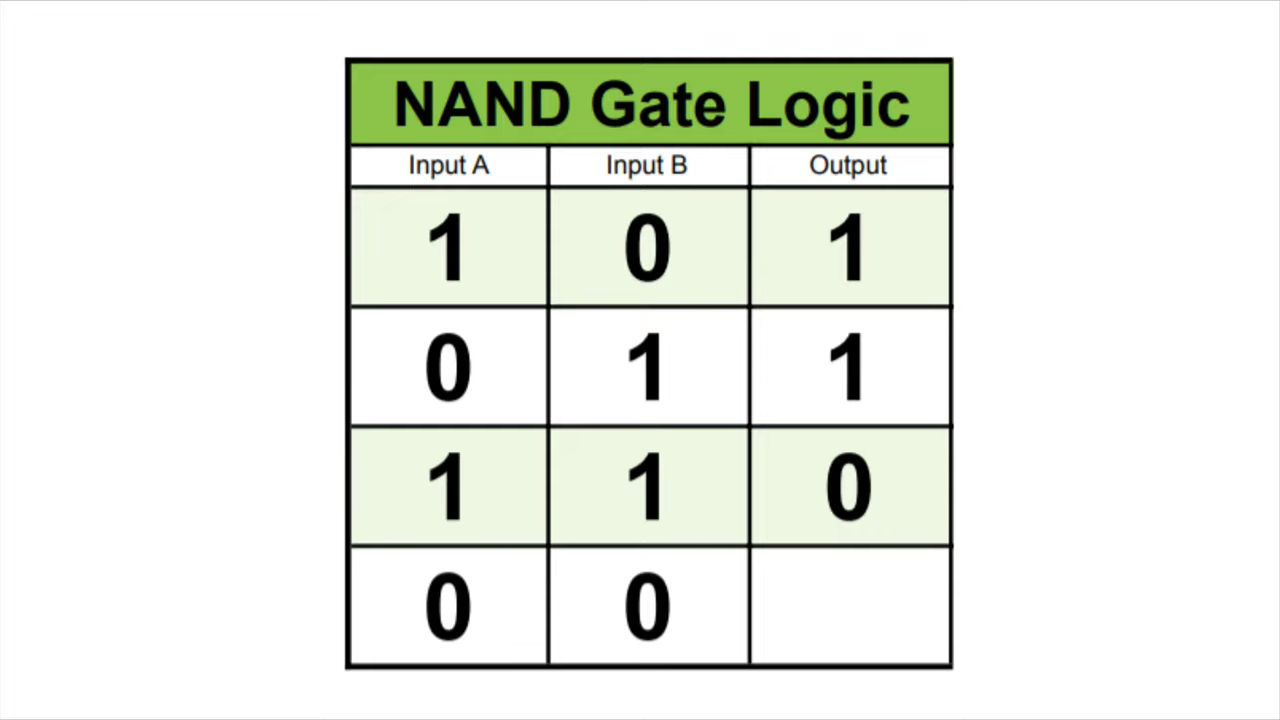 NAND Gate Logic
Input A Input B Output
1 0 1
0 1 1
1 1 0
0 0